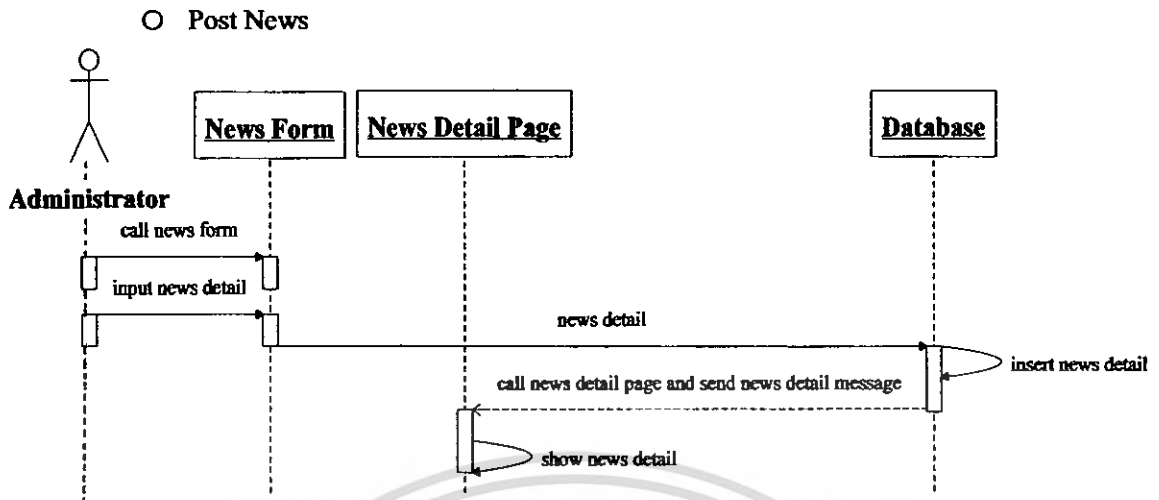 Post News
News Form
News Detail Page
Database
Administrator
call news form
input news detail
news detail
insert news detail
call news detail page and send news detail message
show news detail